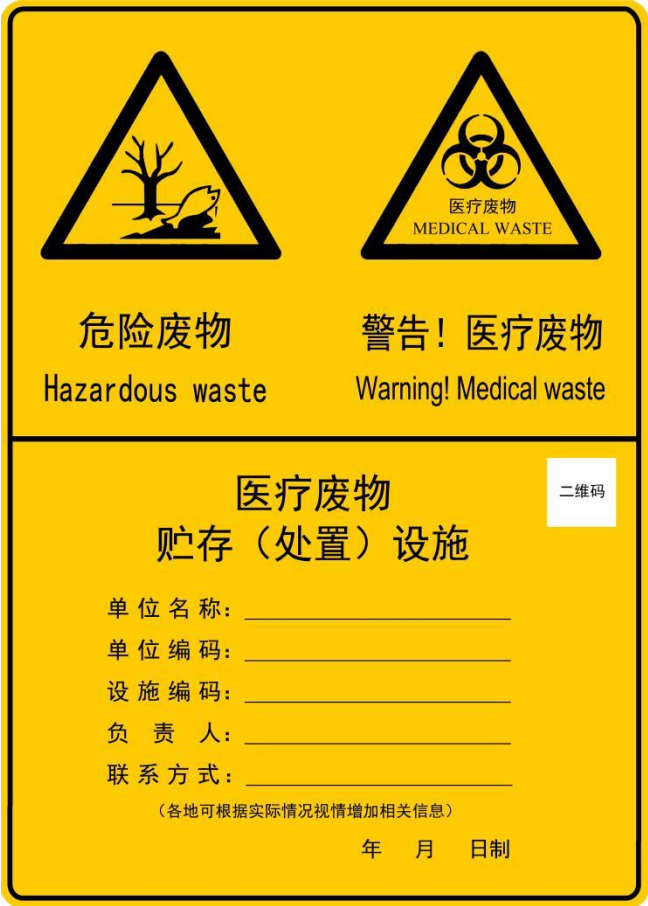 医疗废物
MEDICAL WASTE
危险废物
Hazardous waste
警告！医疗废物
Warning! Medical waste
医疗废物
贮存（处置）设施
二维码
单位名称：
单位编码：
设施编码：
负责人：
联系方式：
（各地可根据实际情况视情增加相关信息）
年 月 日制